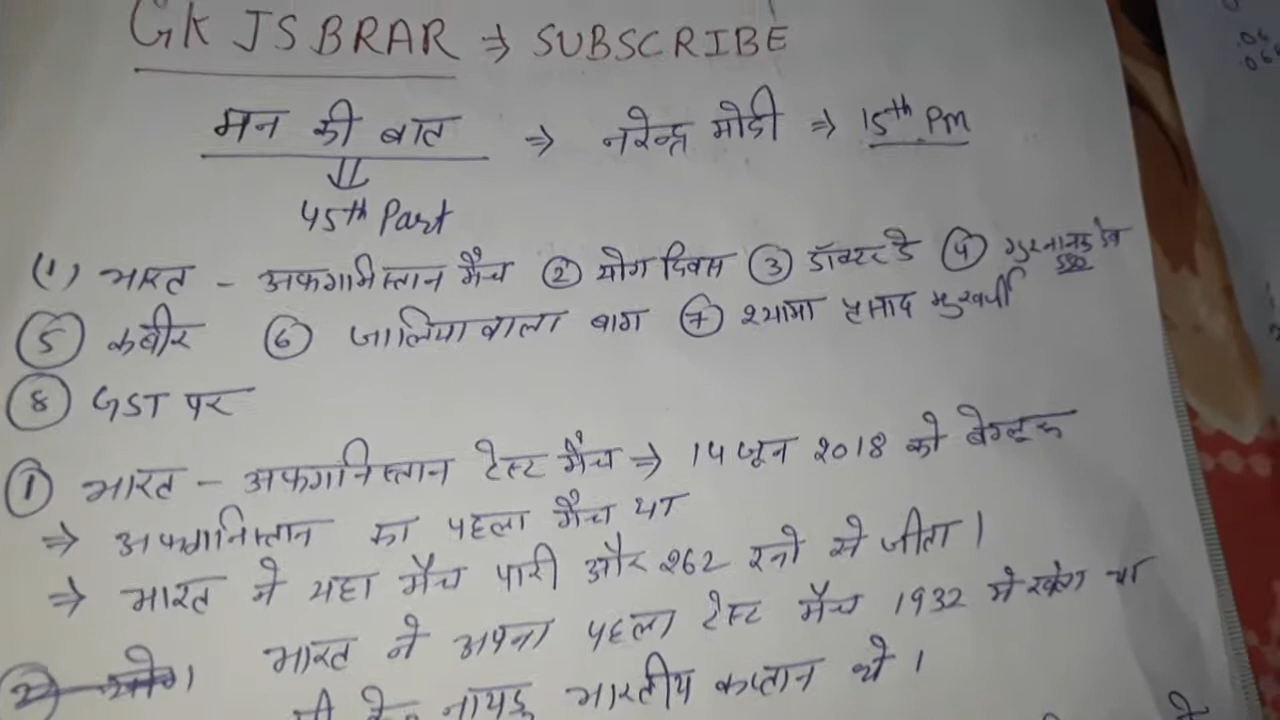 GK JS BRAR ⇒ SUBSCRIBE
मन की बात ⇒ नरेन्द्र मोदी ⇒ 15th PM
⇓
45th Part
(1) भारत - अफगानिस्तान मैच ② योग दिवस ③ डॉक्टर डे ④ गुरनानक देव
⑤ कबीर ⑥ जालियावाला बाग ⑦ श्यामा प्रसाद मुखर्जी
⑧ GST पर
① भारत - अफगानिस्तान टेस्ट मैच ⇒ 14 जून 2018 को
⇒ अफगानिस्तान का पहला मैच था
⇒ भारत ने यहा मैच पारी और 262 रनो से जीता।
भारत ने अपना पहला टेस्ट मैच 1932 मे खेला था
नायडू भारतीय कप्तान थे।